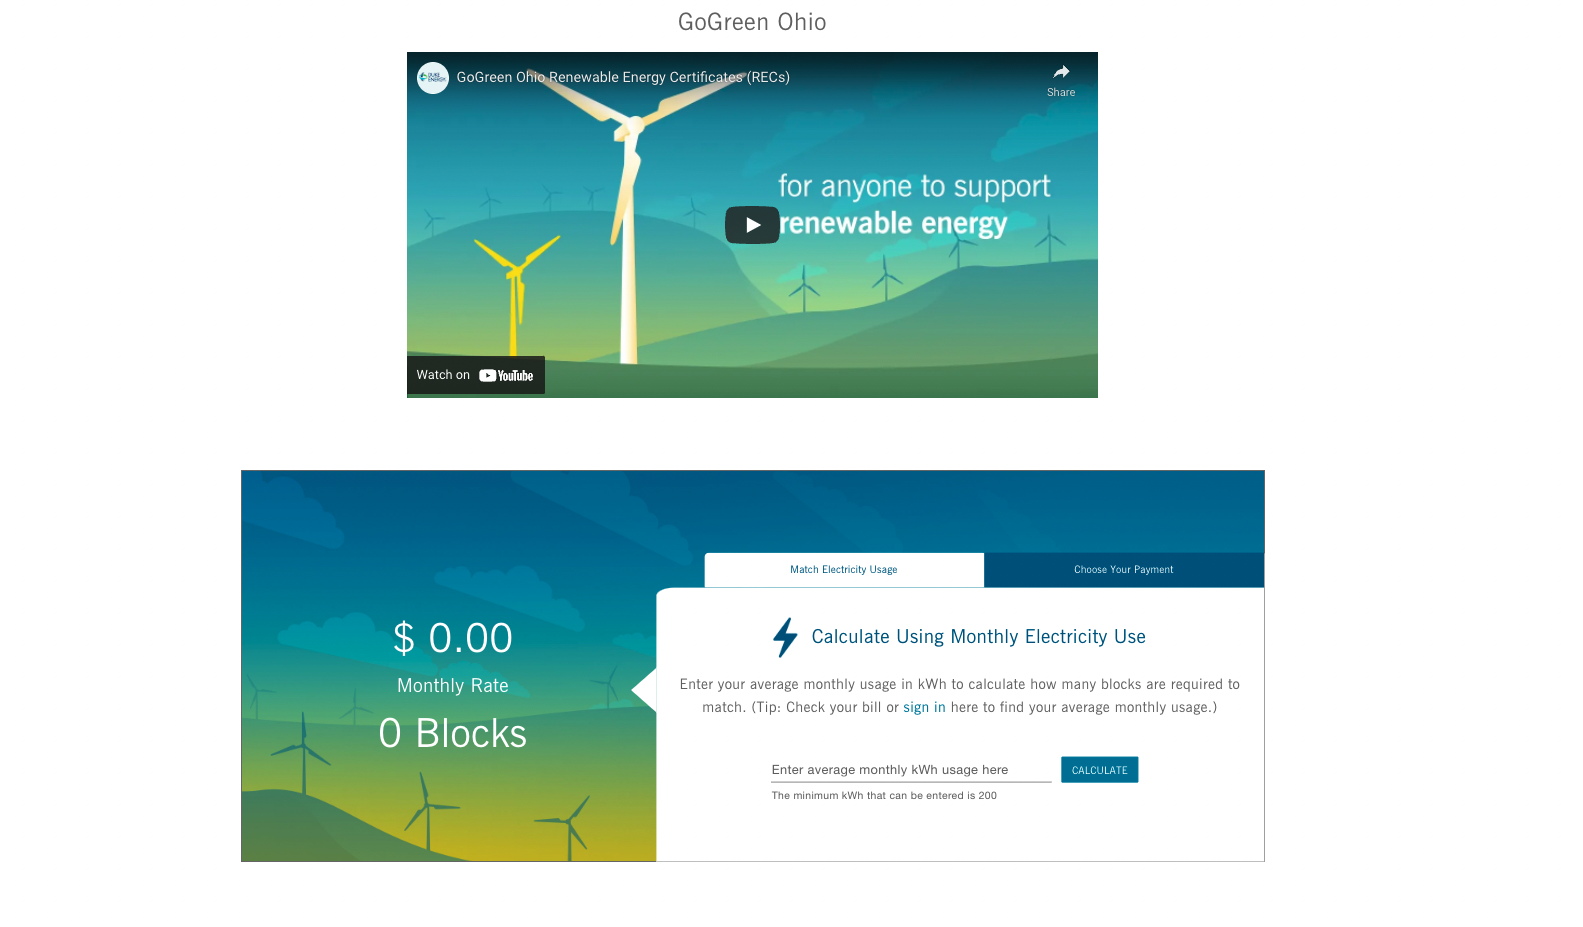 GoGreen Ohio
DUKE ENERGY
GoGreen Ohio Renewable Energy Certificates (RECs)
Share
for anyone to support
renewable energy
Watch on YouTube
Match Electricity Usage
Choose Your Payment
$ 0.00
Monthly Rate
0 Blocks
Calculate Using Monthly Electricity Use
Enter your average monthly usage in kWh to calculate how many blocks are required to
match. (Tip: Check your bill or sign in here to find your average monthly usage.)
Enter average monthly kWh usage here
CALCULATE
The minimum kWh that can be entered is 200